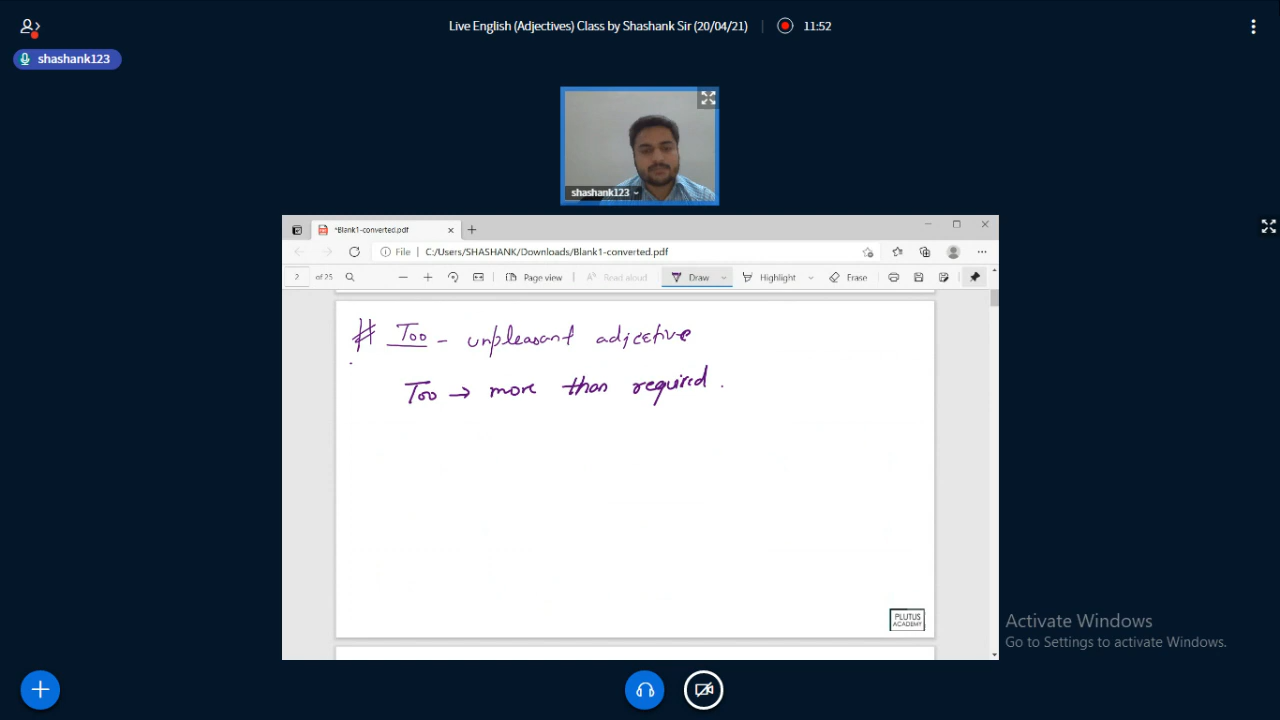 Live English (Adjectives) Class by Shashank Sir (20/04/21)
11:52
shashank123
shashank123
*Blank1-converted.pdf
File
C:/Users/SHASHANK/Downloads/Blank1-converted.pdf
2 of 25
Page view
Read aloud
Draw
Highlight
Erase
# Too - unpleasant adjective
Too → more than required.
PLUTUS
ACADEMY
Activate Windows
Go to Settings to activate Windows.